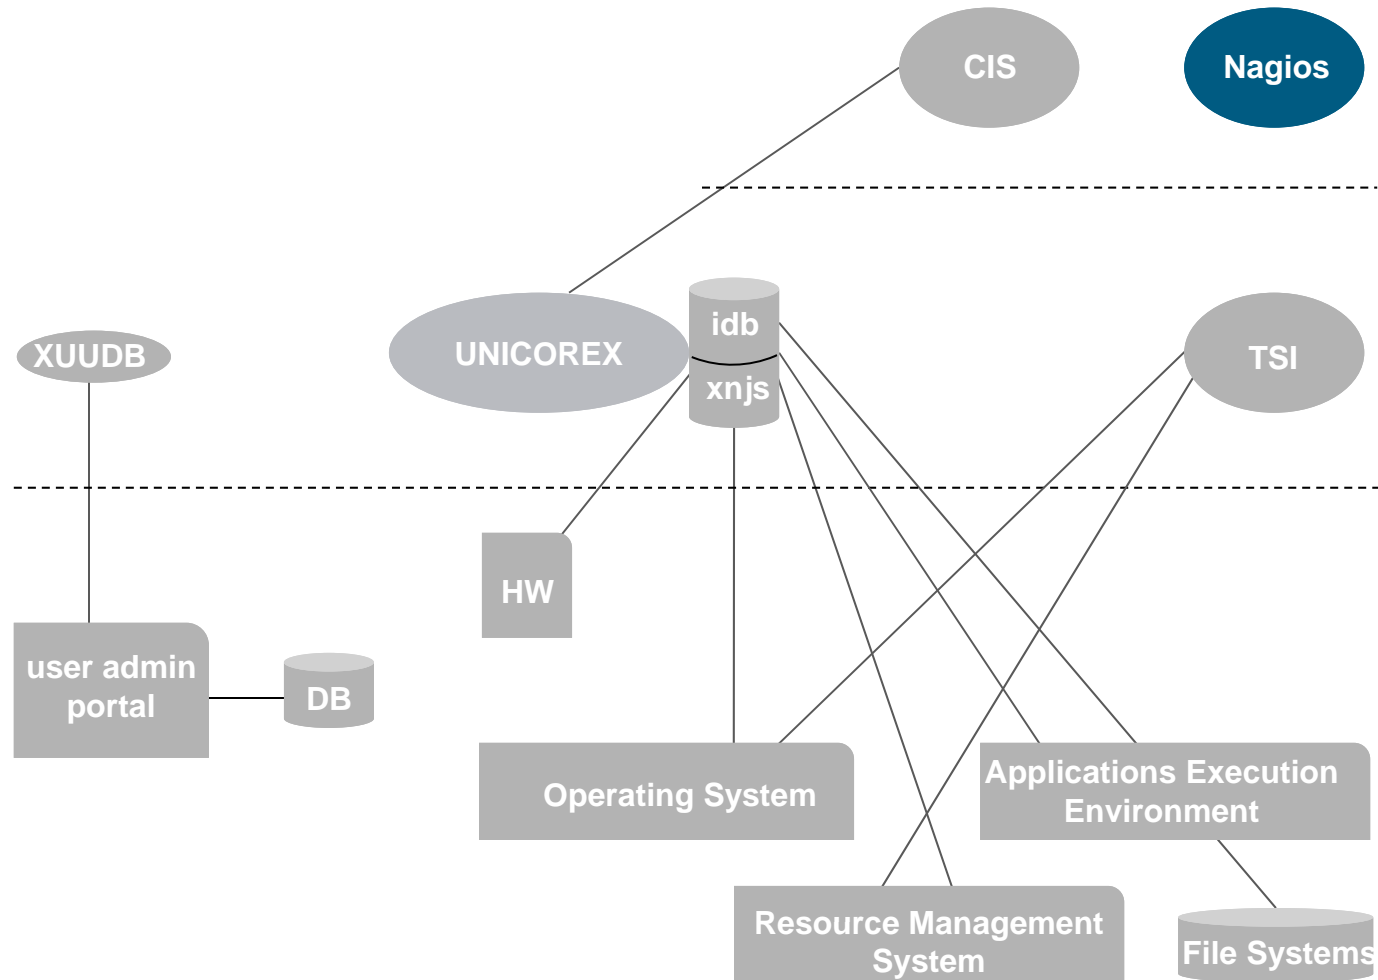 CIS
Nagios
idb
XUUDB
UNICOREX
TSI
xnjs
HW
user admin
portal
DB
Operating System
Applications Execution
Environment
Resource Management
System
File Systems